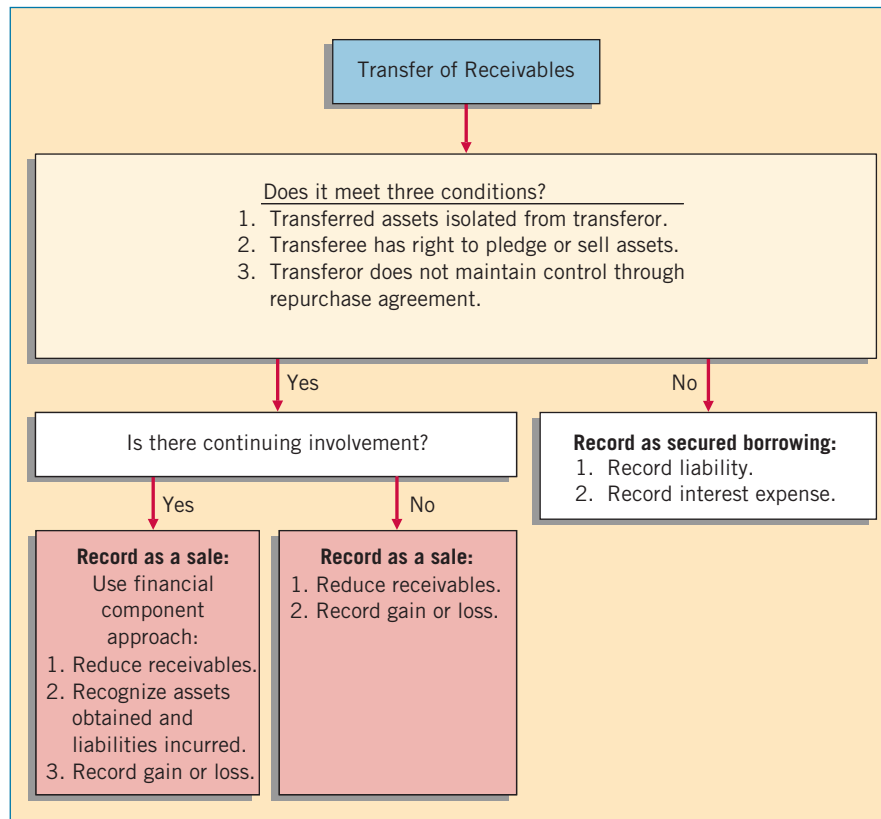 Transfer of Receivables
Does it meet three conditions?
1. Transferred assets isolated from transferor.
2. Transferee has right to pledge or sell assets.
3. Transferor does not maintain control through
repurchase agreement.
Yes
No
Is there continuing involvement?
Record as secured borrowing:
1. Record liability.
2. Record interest expense.
Yes
No
Record as a sale:
Use financial
component
approach:
1. Reduce receivables.
2. Recognize assets
obtained and
liabilities incurred.
3. Record gain or loss.
Record as a sale:
1. Reduce receivables.
2. Record gain or loss.